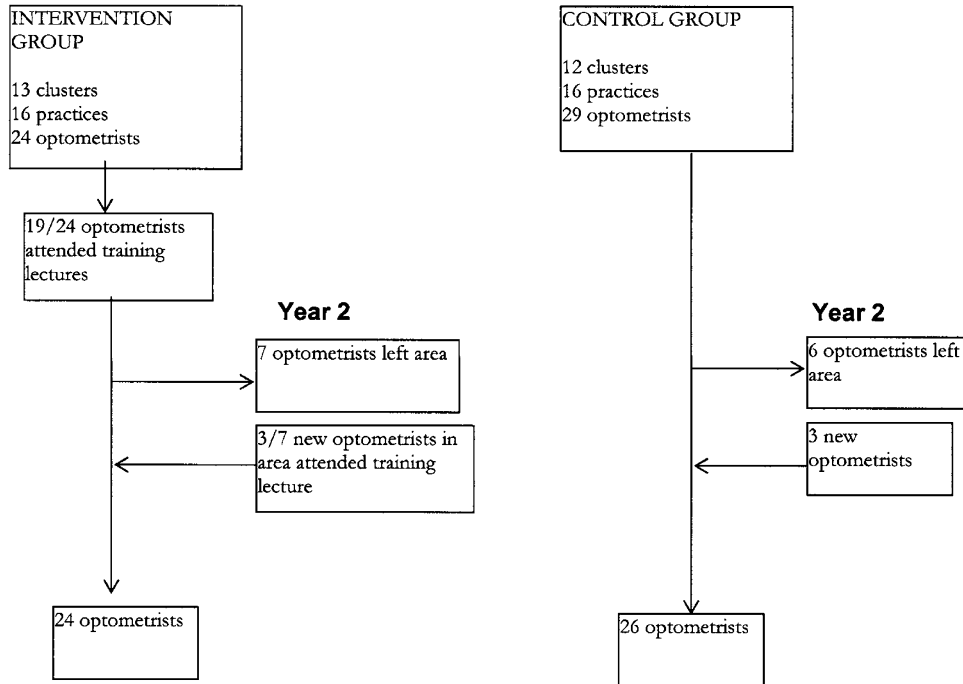 INTERVENTION
GROUP
13 clusters
16 practices
24 optometrists
19/24 optometrists
attended training
lectures
Year 2
7 optometrists left area
3/7 new optometrists in
area attended training
lecture
24 optometrists
CONTROL GROUP
12 clusters
16 practices
29 optometrists
Year 2
6 optometrists left
area
3 new
optometrists
26 optometrists